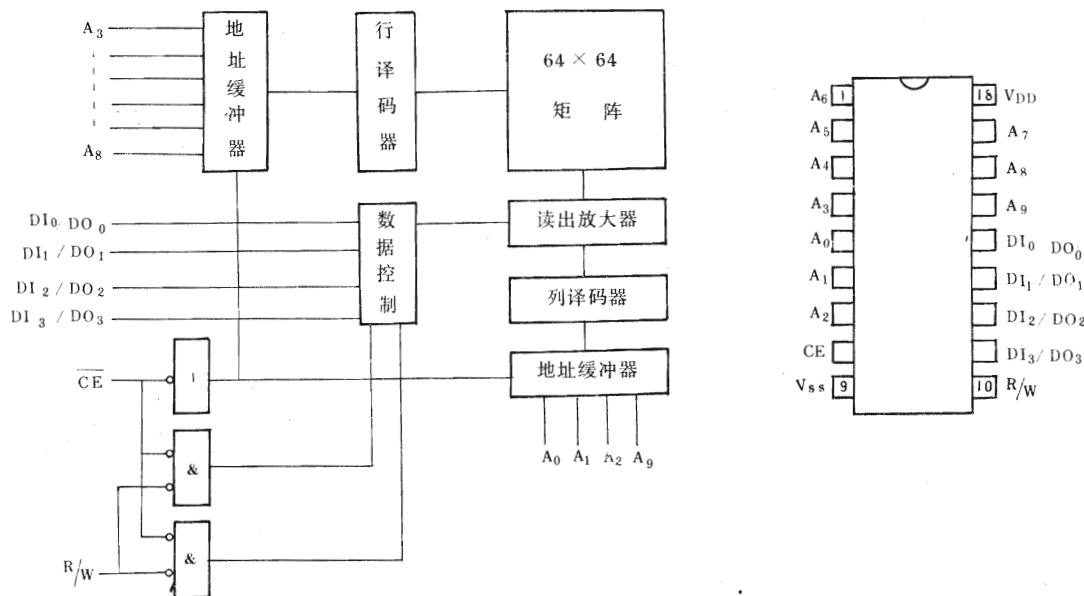 A3
A8
地址缓冲器
行译码器
64 × 64
矩 阵
DI0/DO0
DI1/DO1
DI2/DO2
DI3/DO3
数据控制
读出放大器
列译码器
地址缓冲器
A0 A1 A2 A9
CE
1
&
&
R/W
A6 1
A5
A4
A3
A0
A1
A2
CE
Vss 9
18 VDD
A7
A8
A9
DI0 DO0
DI1/DO1
DI2/DO2
DI3/DO3
10 R/W